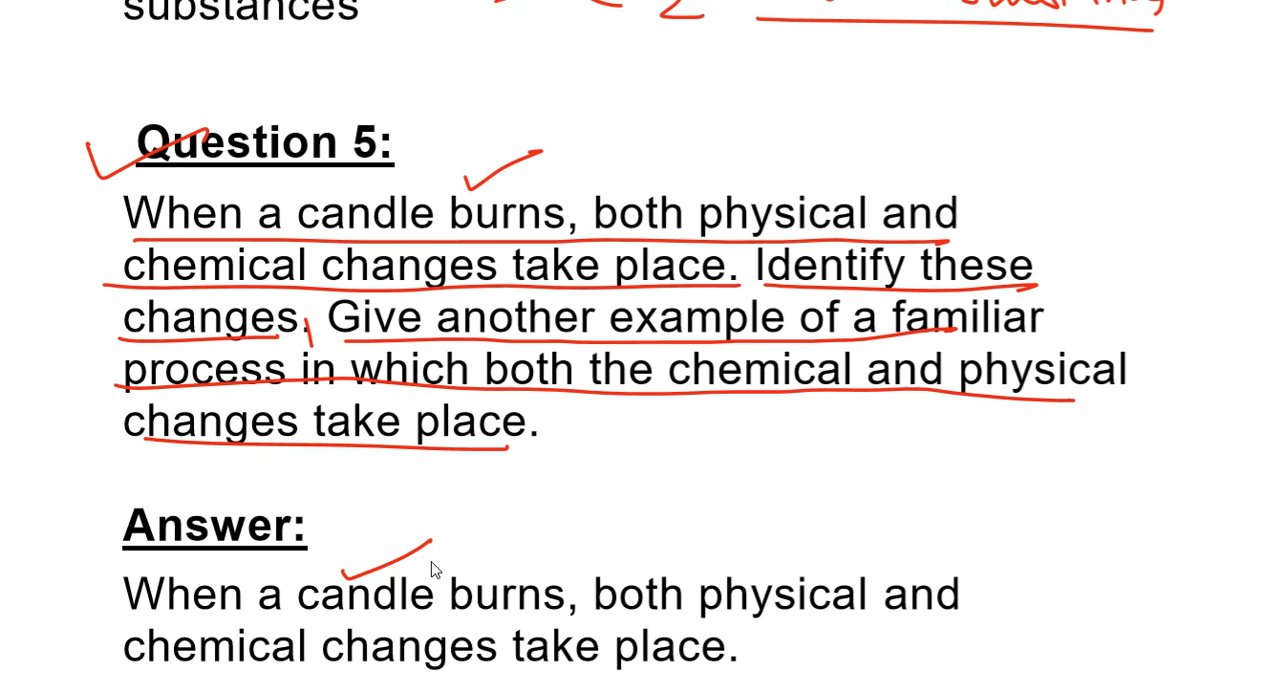 substances
Question 5:
When a candle burns, both physical and
chemical changes take place. Identify these
changes. Give another example of a familiar
process in which both the chemical and physical
changes take place.
Answer:
When a candle burns, both physical and
chemical changes take place.